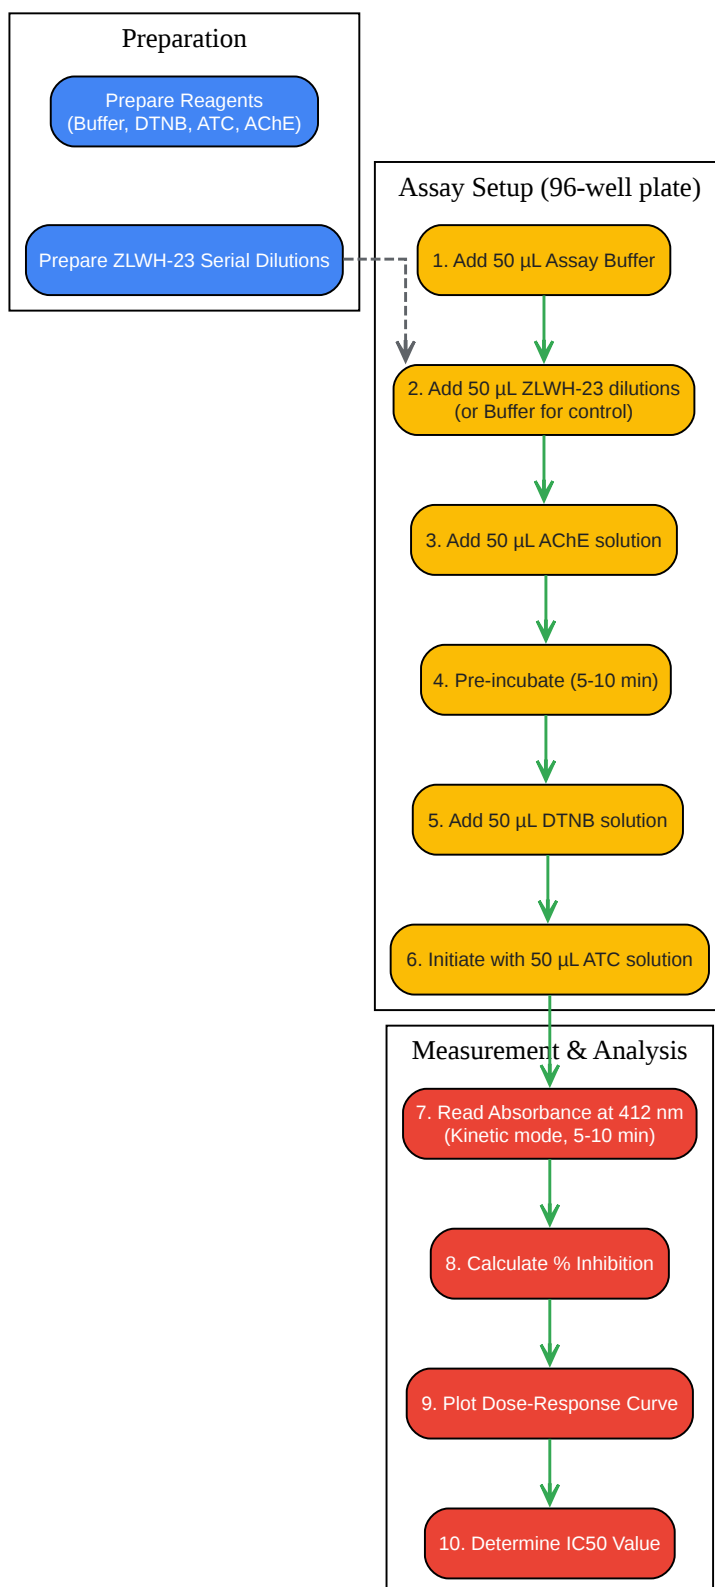 Preparation
Prepare Reagents
(Buffer, DTNB, ATC, AChE)
Prepare ZLWH-23 Serial Dilutions
Assay Setup (96-well plate)
1. Add 50 µL Assay Buffer
2. Add 50 µL ZLWH-23 dilutions
(or Buffer for control)
3. Add 50 µL AChE solution
4. Pre-incubate (5-10 min)
5. Add 50 µL DTNB solution
6. Initiate with 50 µL ATC solution
Measurement & Analysis
7. Read Absorbance at 412 nm
(Kinetic mode, 5-10 min)
8. Calculate % Inhibition
9. Plot Dose-Response Curve
10. Determine IC50 Value